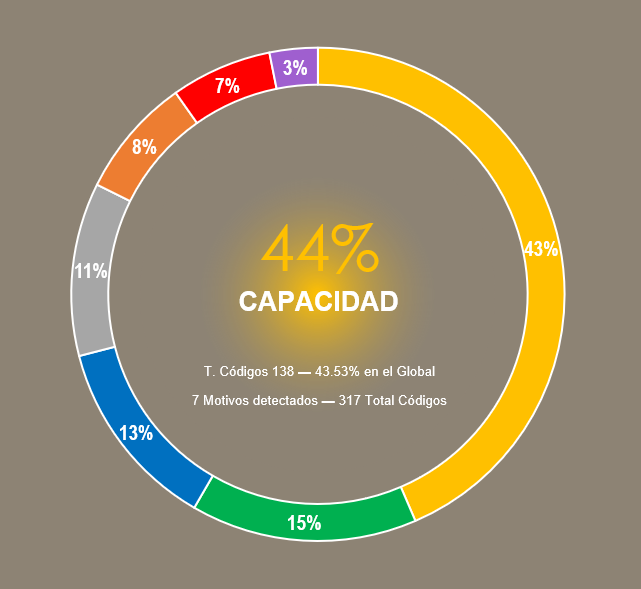 3%
7%
8%
44%
43%
11%
CAPACIDAD
T. Códigos 138 — 43.53% en el Global
7 Motivos detectados — 317 Total Códigos
13%
15%